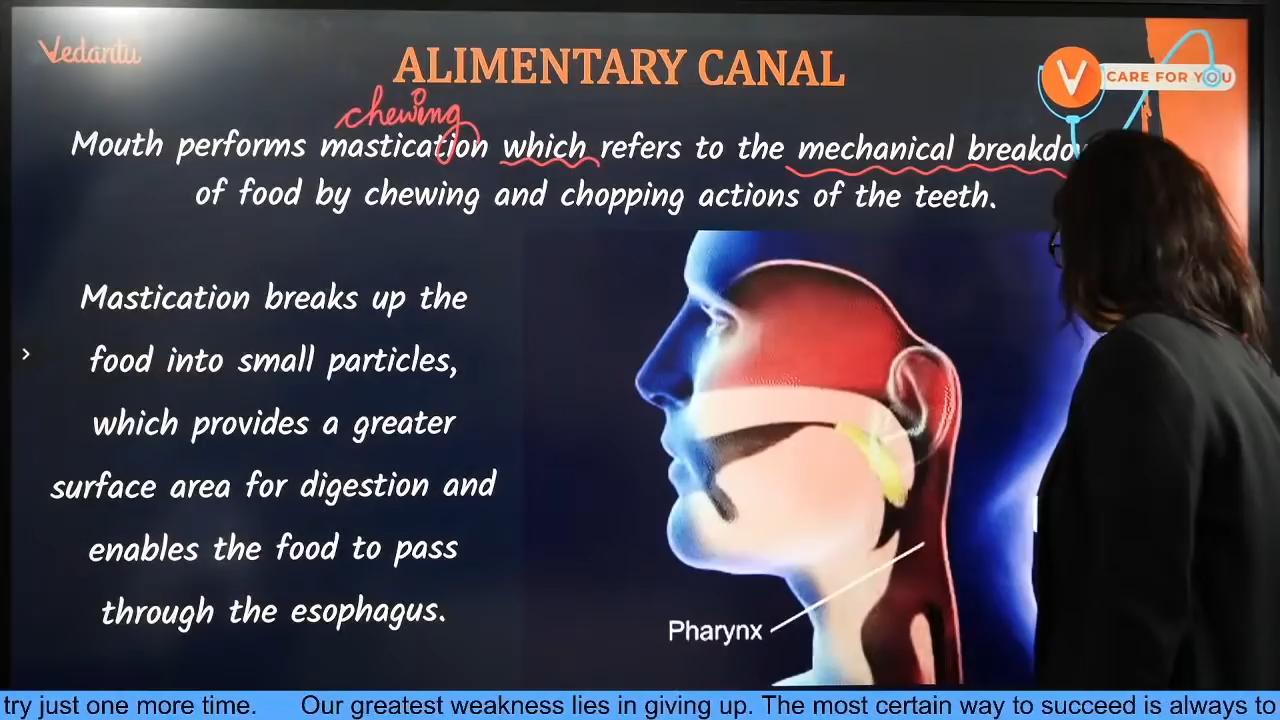 Vedantu
ALIMENTARY CANAL
V CARE FOR YOU
chewing
Mouth performs mastication which refers to the mechanical
of food by chewing and chopping actions of the teeth.
Mastication breaks up the
food into small particles,
which provides a greater
surface area for digestion and
enables the food to pass
through the esophagus.
Pharynx
try just one more time. Our greatest weakness lies in giving up. The most certain way to succeed is always to